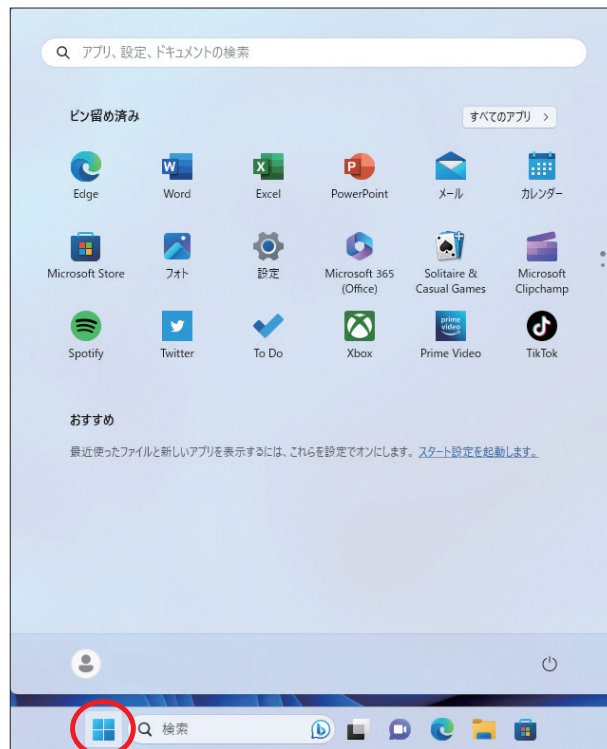 アプリ、設定、ドキュメントの検索
ピン留め済み
すべてのアプリ >
Edge
Word
Excel
PowerPoint
メール
カレンダー
Microsoft Store
フォト
設定
Microsoft 365
(Office)
Solitaire &
Casual Games
Microsoft
Clipchamp
Spotify
Twitter
To Do
Xbox
prime
video
Prime Video
TikTok
おすすめ
最近使ったファイルと新しいアプリを表示するには、これらを設定でオンにします。 スタート設定を起動します。
検索